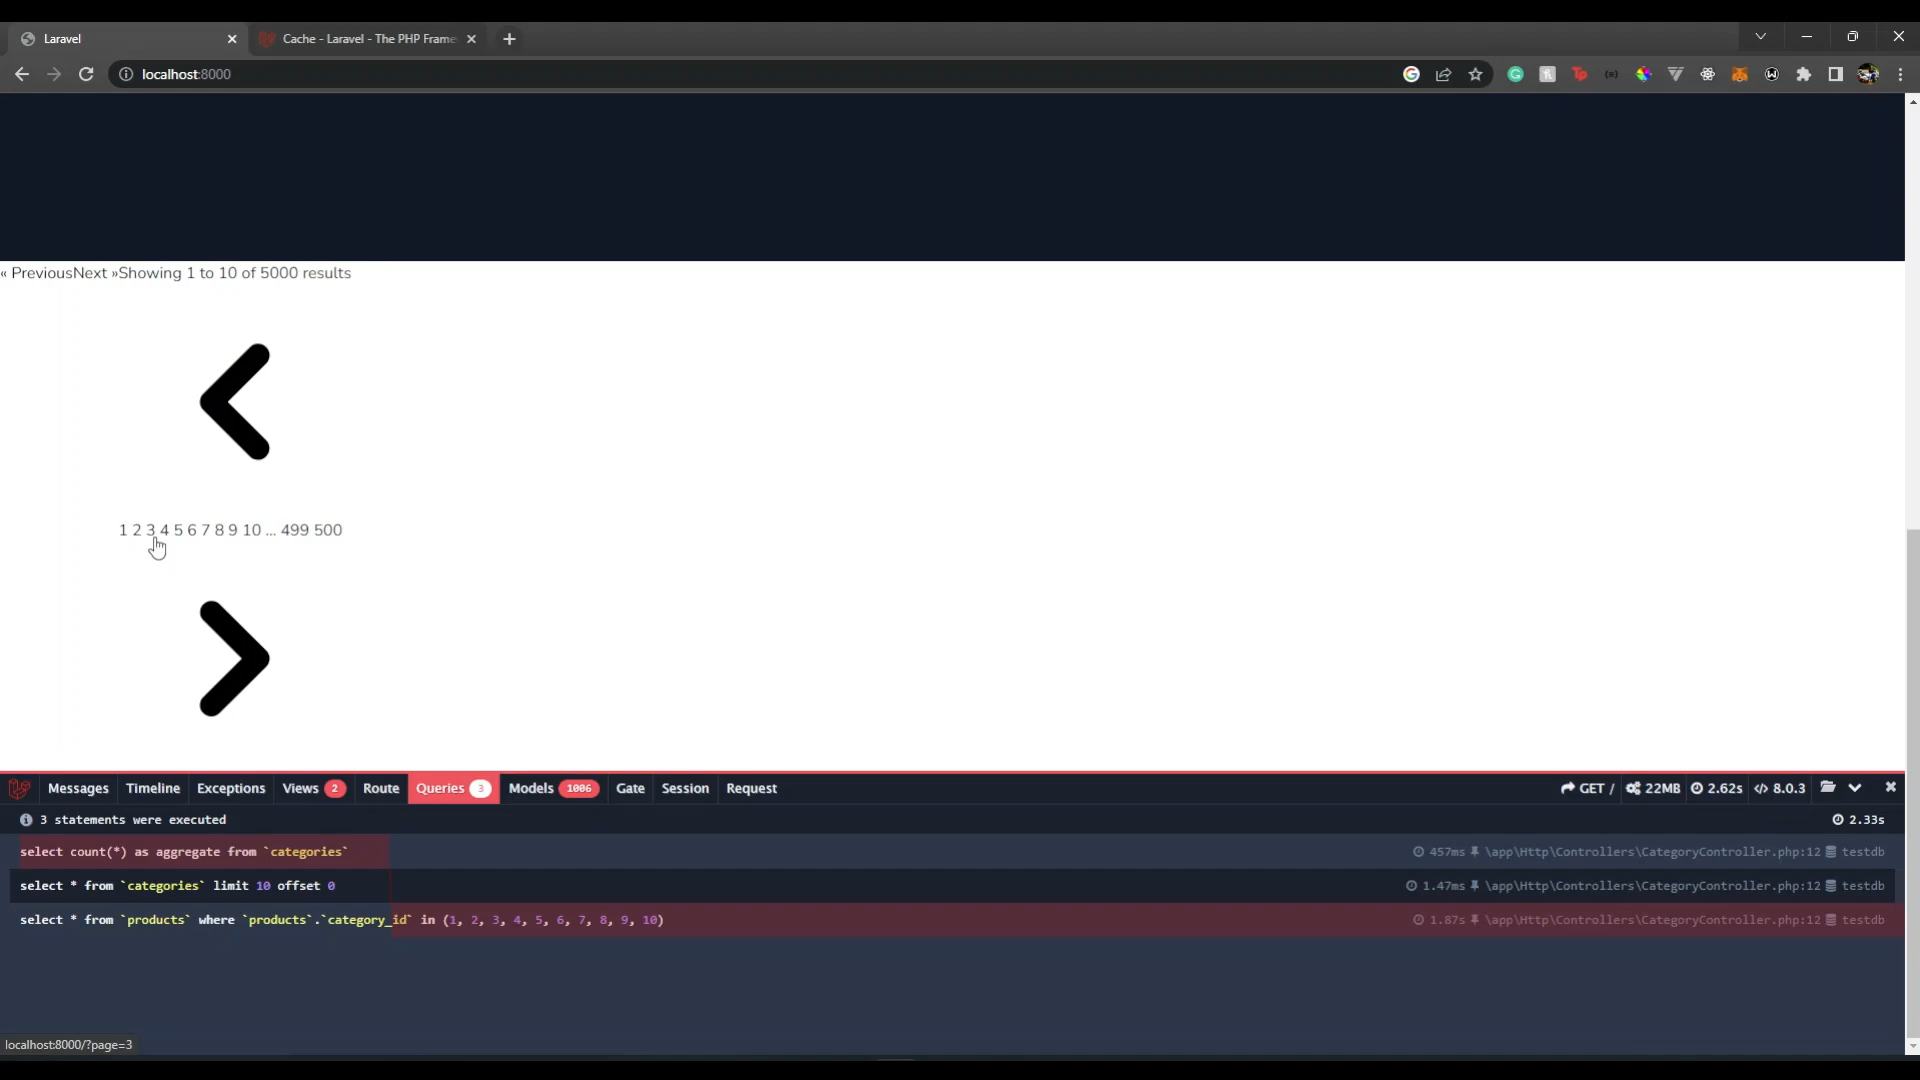 Laravel
Cache - Laravel - The PHP Frame
localhost:8000
« PreviousNext »Showing 1 to 10 of 5000 results
1 2 3 4 5 6 7 8 9 10 ... 499 500
Messages Timeline Exceptions Views 2 Route Queries 3 Models 1006 Gate Session Request GET / 22MB 2.62s 8.0.3
3 statements were executed 2.33s
select count(*) as aggregate from `categories` 457ms \app\Http\Controllers\CategoryController.php:12 testdb
select * from `categories` limit 10 offset 0 1.47ms \app\Http\Controllers\CategoryController.php:12 testdb
select * from `products` where `products`.`category_id` in (1, 2, 3, 4, 5, 6, 7, 8, 9, 10) 1.87s \app\Http\Controllers\CategoryController.php:12 testdb
localhost:8000/?page=3